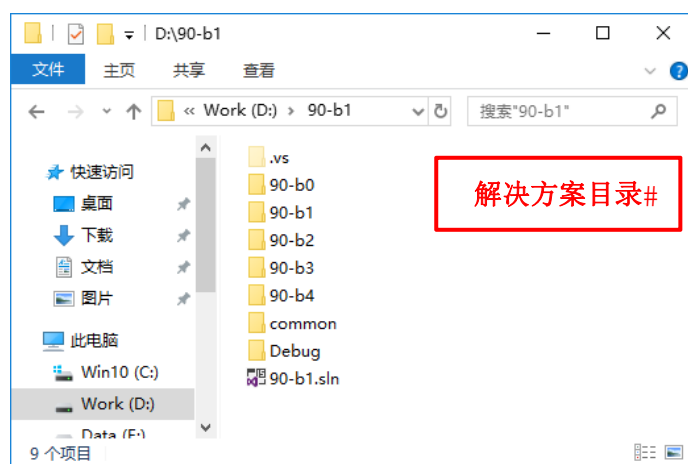 D:\90-b1
文件 主页 共享 查看
« Work (D:) › 90-b1
搜索"90-b1"
快速访问
桌面
下载
文档
图片
此电脑
Win10 (C:)
Work (D:)
Data (E:)
.vs
90-b0
90-b1
90-b2
90-b3
90-b4
common
Debug
90-b1.sln
解决方案目录#
9 个项目